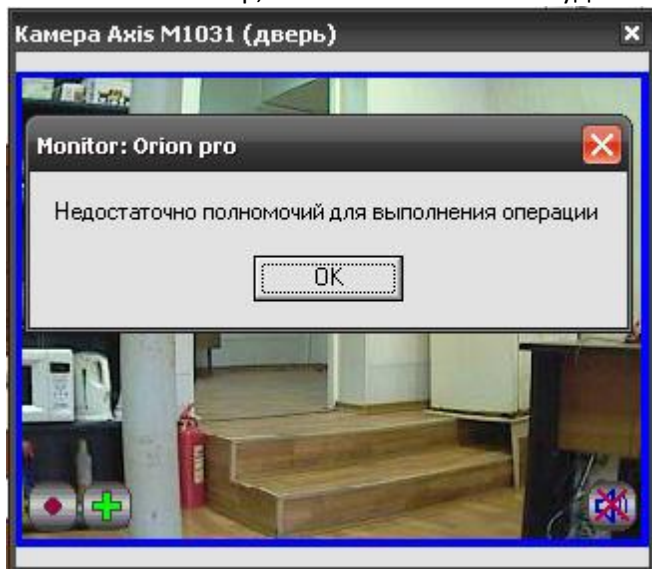 Камера Axis M1031 (дверь)
Monitor: Orion pro
Недостаточно полномочий для выполнения операции
OK